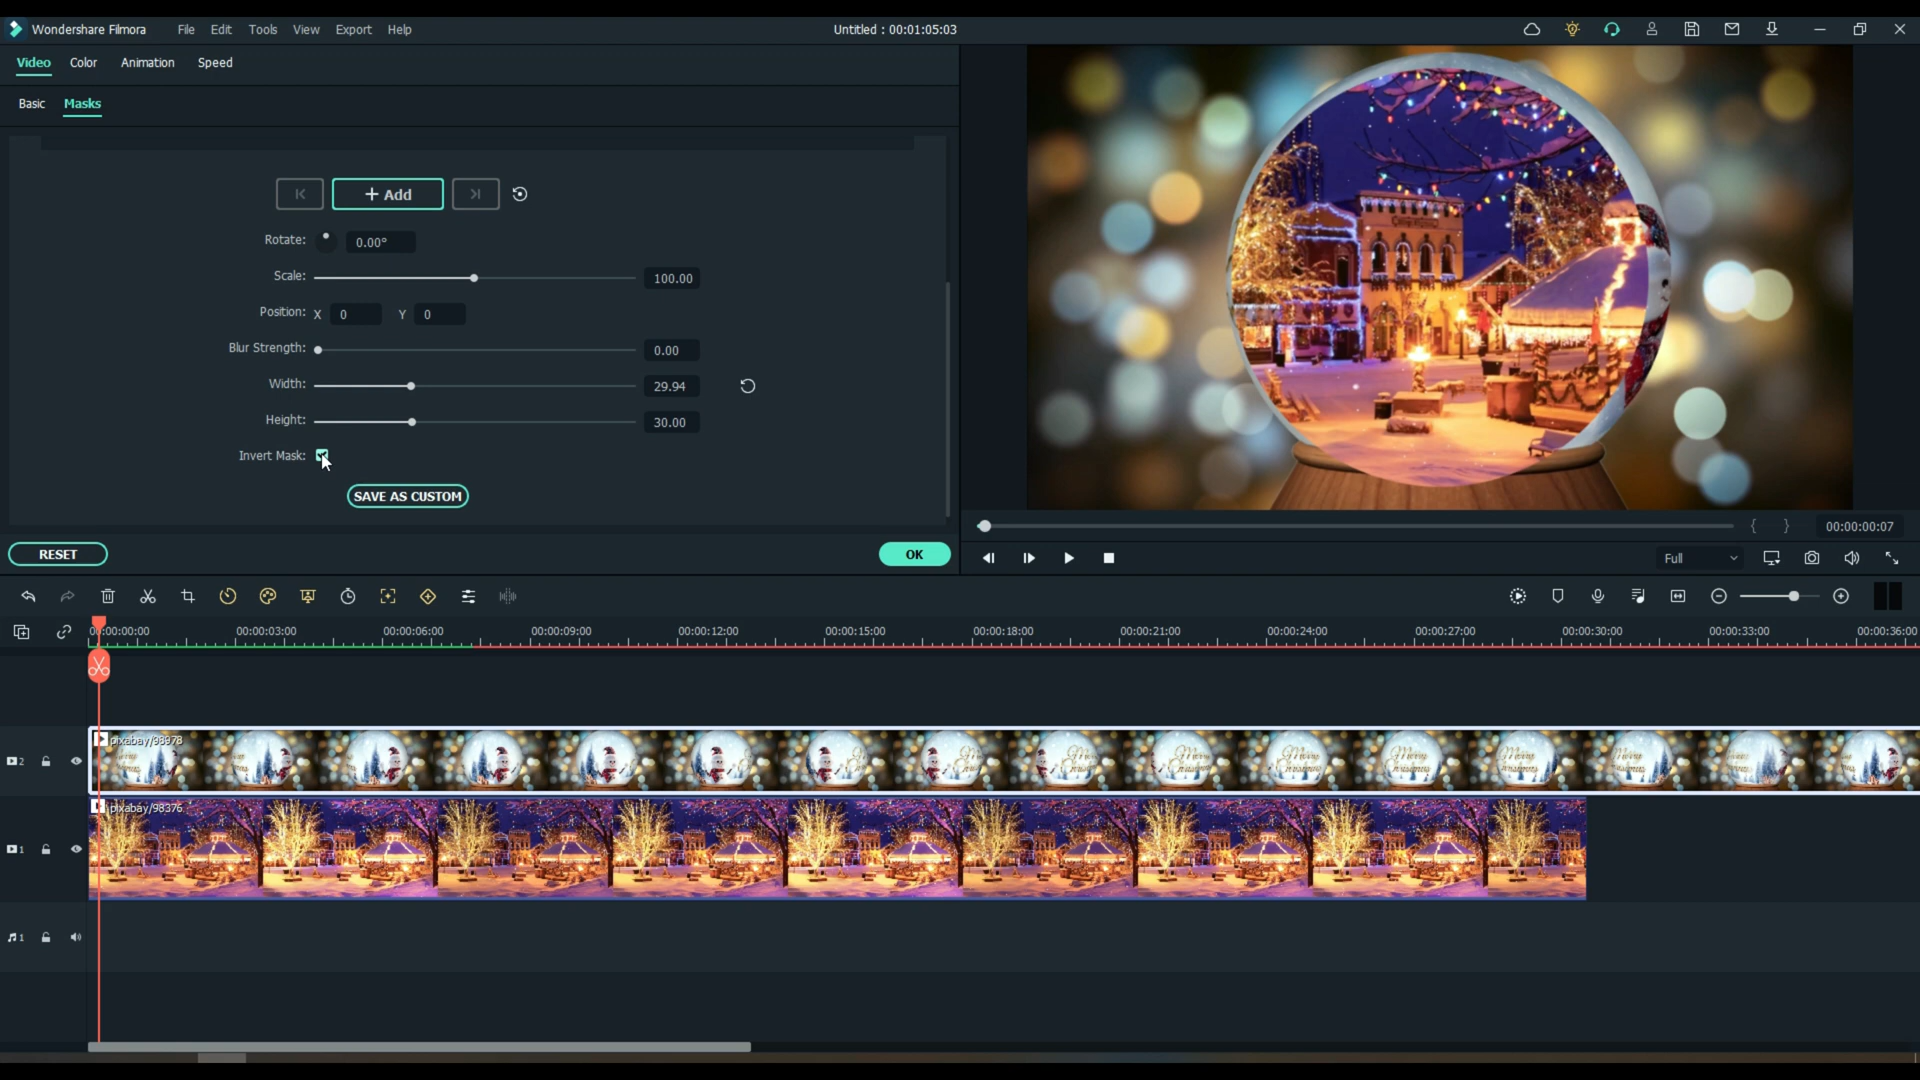 Wondershare Filmora File Edit Tools View Export Help Untitled : 00:01:05:03
Video Color Animation Speed
Basic Masks
+ Add
Rotate: 0.00°
Scale: 100.00
Position: X 0 Y 0
Blur Strength: 0.00
Width: 29.94
Height: 30.00
Invert Mask:
SAVE AS CUSTOM
RESET OK
{ } 00:00:00:07
Full
00:00:00:00 00:00:03:00 00:00:06:00 00:00:09:00 00:00:12:00 00:00:15:00 00:00:18:00 00:00:21:00 00:00:24:00 00:00:27:00 00:00:30:00 00:00:33:00 00:00:36:00
pixabay/98978
2
pixabay/98376
1
1